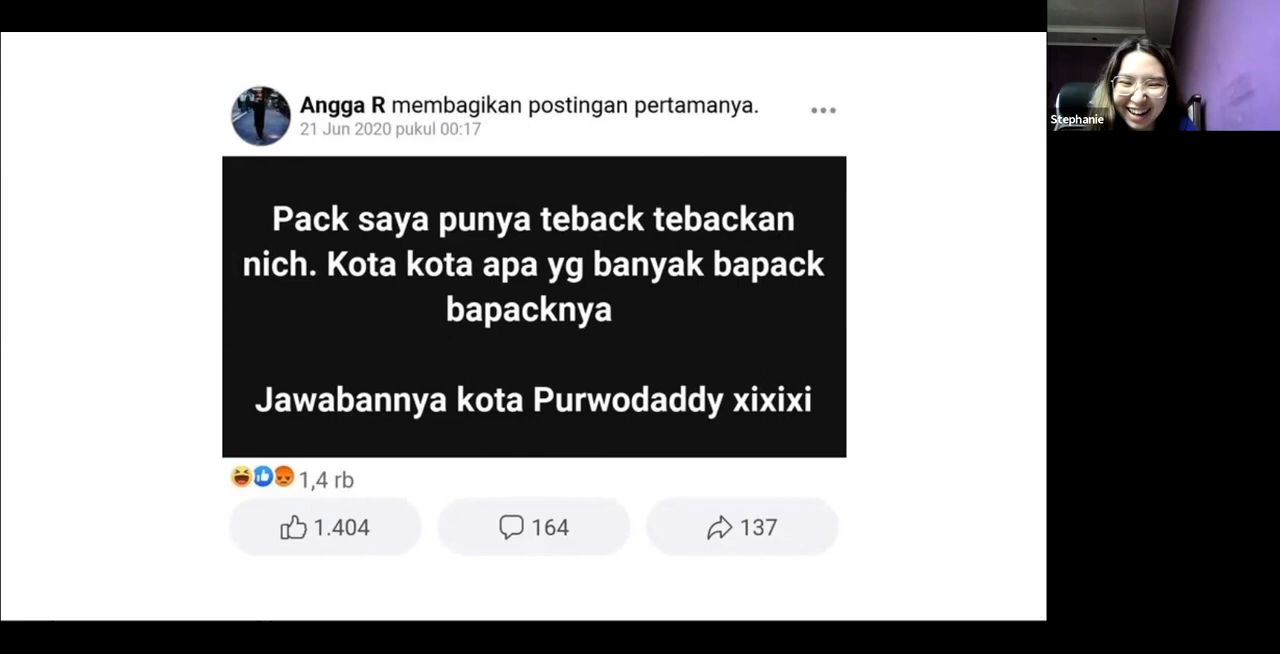 Angga R membagikan postingan pertamanya.
21 Jun 2020 pukul 00:17
Pack saya punya teback tebackan
nich. Kota kota apa yg banyak bapack
bapacknya
Jawabannya kota Purwodaddy xixixi
1,4 rb
1.404
164
137
Stephanie